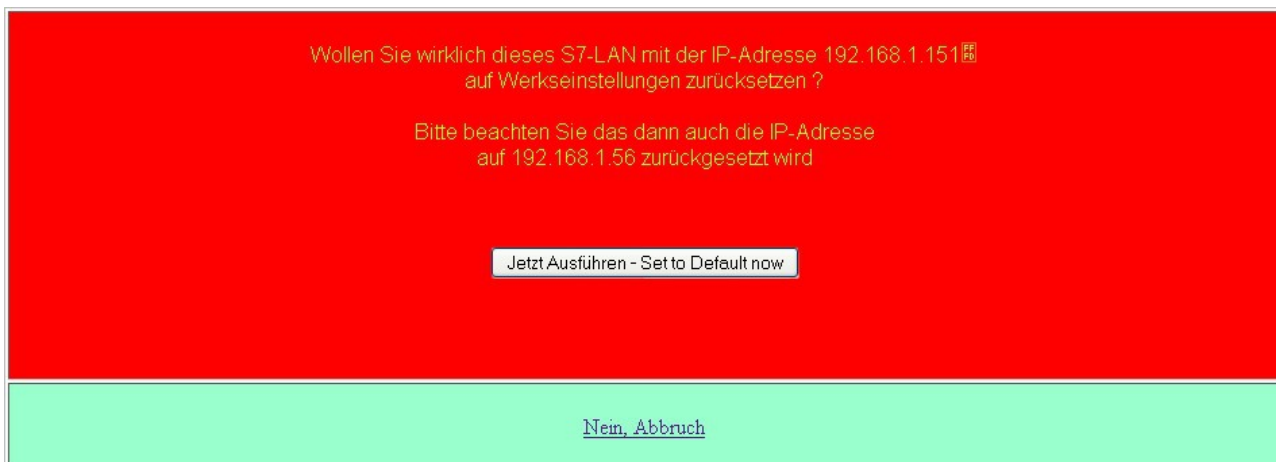 Wollen Sie wirklich dieses S7-LAN mit der IP-Adresse 192.168.1.151�
auf Werkseinstellungen zurücksetzen ?
Bitte beachten Sie das dann auch die IP-Adresse
auf 192.168.1.56 zurückgesetzt wird
Jetzt Ausführen - Set to Default now
Nein, Abbruch